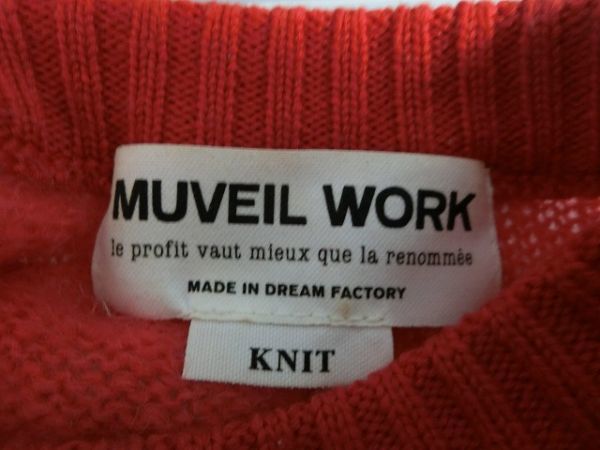 MUVEIL WORK
le profit vaut mieux que la renommée
MADE IN DREAM FACTORY
KNIT